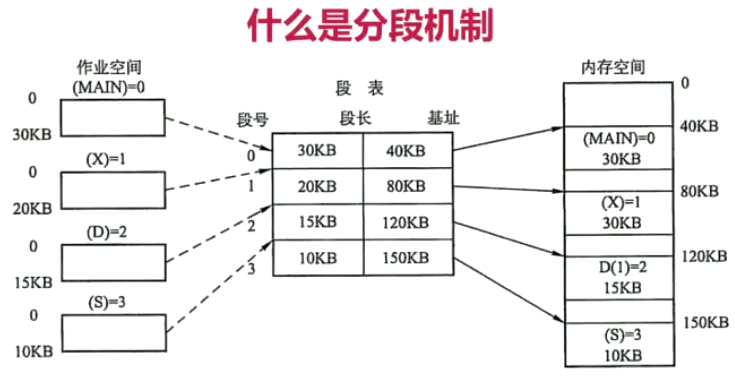 什么是分段机制
作业空间
(MAIN)=0
0
30KB
(X)=1
0
20KB
(D)=2
0
15KB
(S)=3
0
10KB
段 表
段号 段长 基址
0 30KB 40KB
1 20KB 80KB
2 15KB 120KB
3 10KB 150KB
内存空间
0
40KB
(MAIN)=0
30KB
80KB
(X)=1
30KB
120KB
D(1)=2
15KB
150KB
(S)=3
10KB